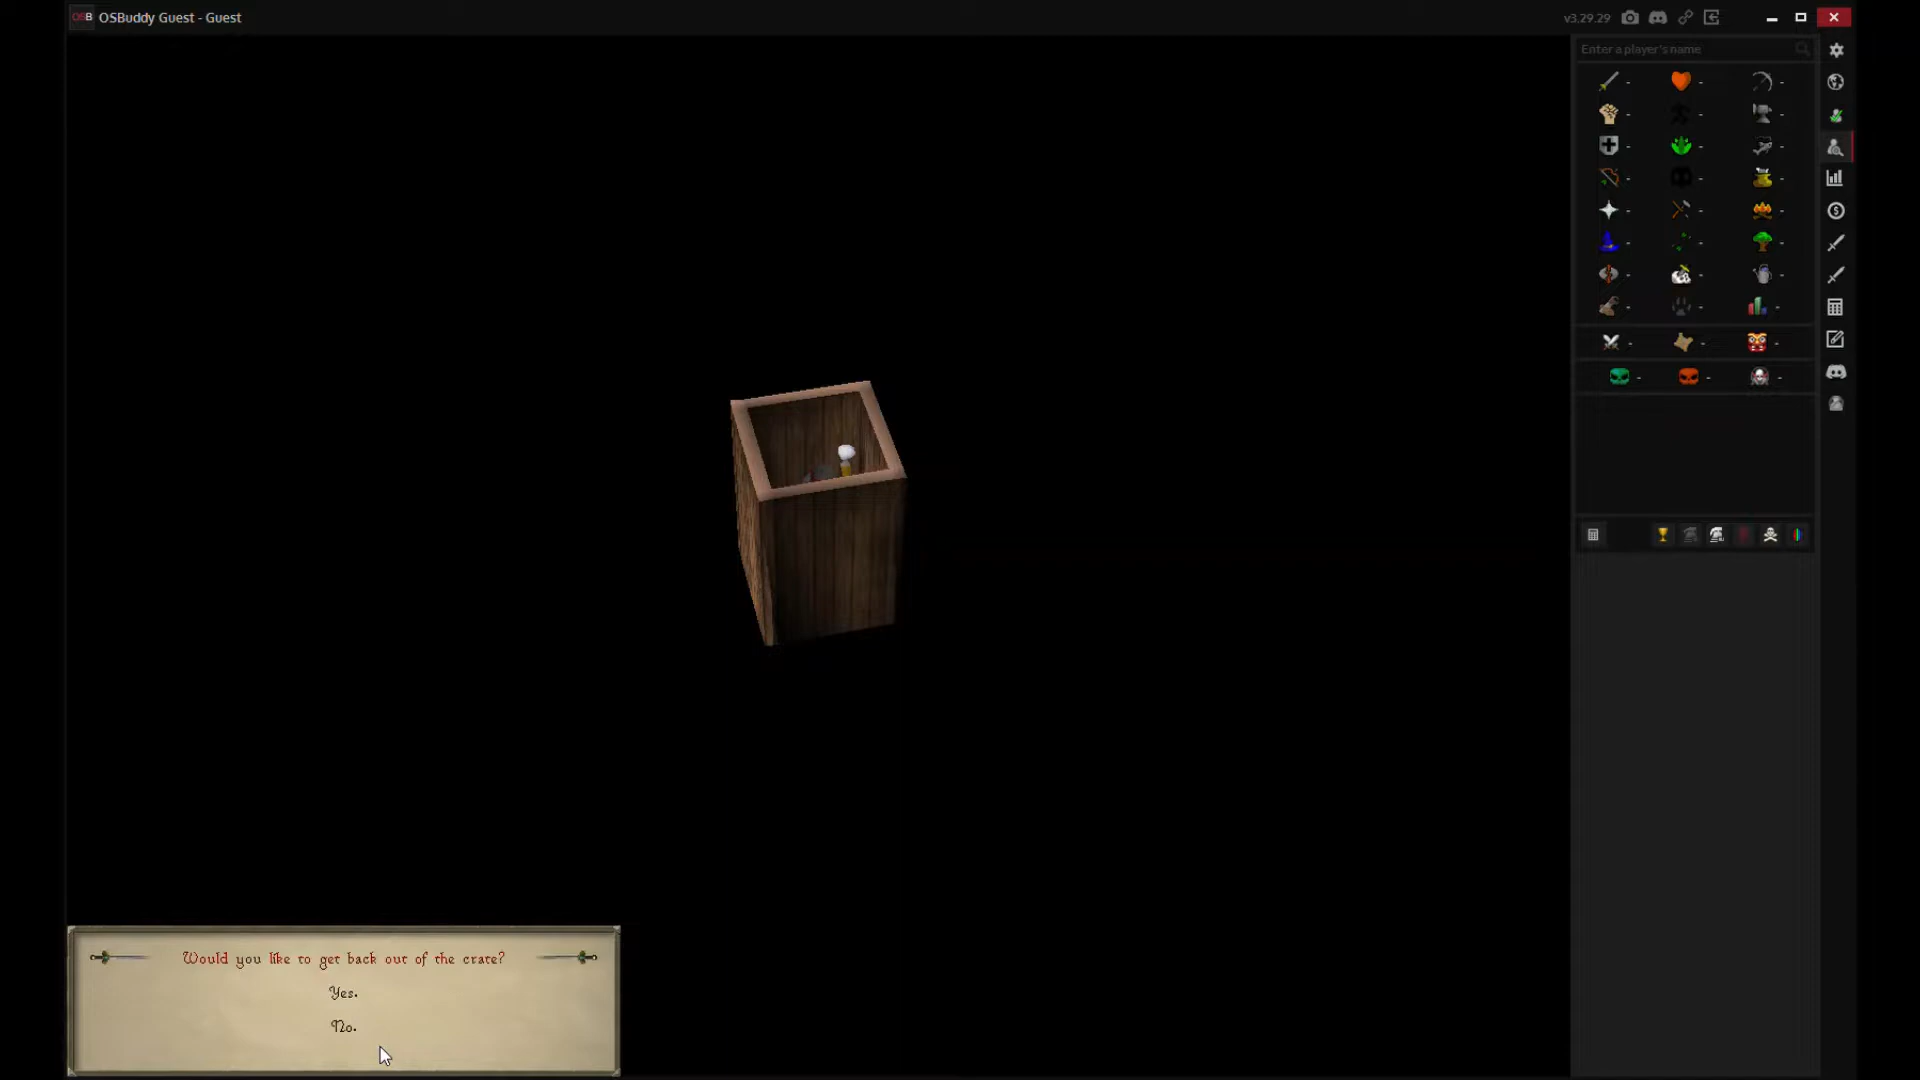 OSB OSBuddy Guest - Guest
v3.29.29
Enter a player's name
Would you like to get back out of the crate?
Yes.
No.